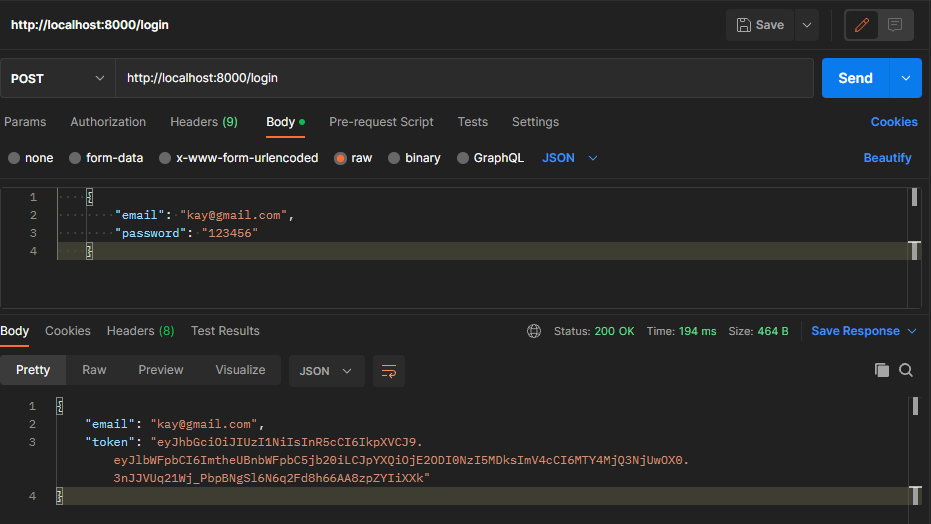 http://localhost:8000/login
Save
POST
http://localhost:8000/login
Send
Params Authorization Headers (9) Body Pre-request Script Tests Settings Cookies
none form-data x-www-form-urlencoded raw binary GraphQL JSON Beautify
1 {
2 "email": "kay@gmail.com",
3 "password": "123456"
4 }
Body Cookies Headers (8) Test Results Status: 200 OK Time: 194 ms Size: 464 B Save Response
Pretty Raw Preview Visualize JSON
1 {
2 "email": "kay@gmail.com",
3 "token": "eyJhbGciOiJIUzI1NiIsInR5cCI6IkpXVCJ9.
eyJlbWFpbCI6ImtheUBnbWFpbC5jb20iLCJpYXQiOjE2ODI0NzI5MDksImV4cCI6MTY4MjQ3NjUwOX0.
3nJJVUq21Wj_PbpBNgSl6N6q2Fd8h66AA8zpZYIiXXk"
4 }